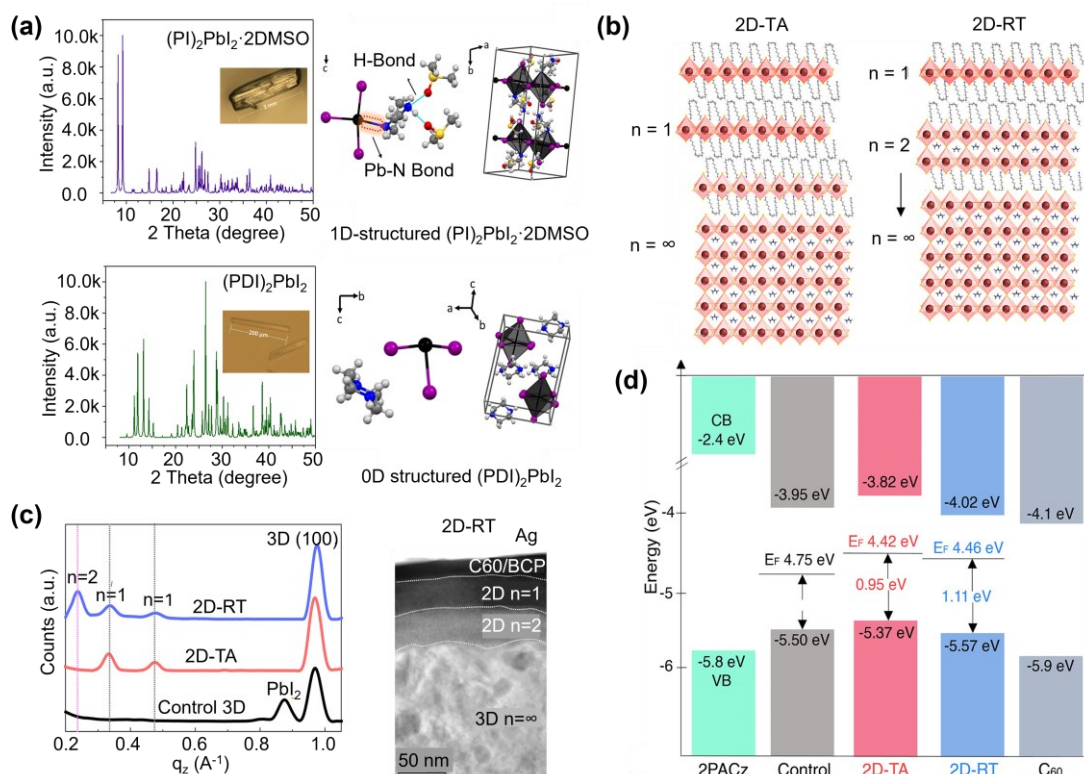 (a)
(PI)₂PbI₂·2DMSO
10.0k
8.0k
6.0k
4.0k
2.0k
0.0
Intensity (a.u.)
10 20 30 40 50
2 Theta (degree)
H-Bond
Pb-N Bond
c
a
b
1D-structured (PI)₂PbI₂·2DMSO
(PDI)₂PbI₂
10.0k
8.0k
6.0k
4.0k
2.0k
0.0
Intensity (a.u.)
200 μm
10 20 30 40 50
2 Theta (degree)
b
c
c
a
b
0D structured (PDI)₂PbI₂
(b)
2D-TA
2D-RT
n = 1
n = ∞
n = 1
n = 2
n = ∞
(c)
Counts (a.u.)
3D (100)
n=2
n=1
n=1
2D-RT
2D-TA
PbI₂
Control 3D
0.2 0.4 0.6 0.8 1.0
q_z (A⁻¹)
2D-RT
Ag
C60/BCP
2D n=1
2D n=2
3D n=∞
50 nm
(d)
Energy (eV)
-4
-5
-6
CB
-2.4 eV
-3.95 eV
-3.82 eV
-4.02 eV
-4.1 eV
E_F 4.75 eV
E_F 4.42 eV
E_F 4.46 eV
0.95 eV
1.11 eV
-5.50 eV
-5.37 eV
-5.57 eV
-5.8 eV
VB
-5.9 eV
2PACz Control 2D-TA 2D-RT C₆₀